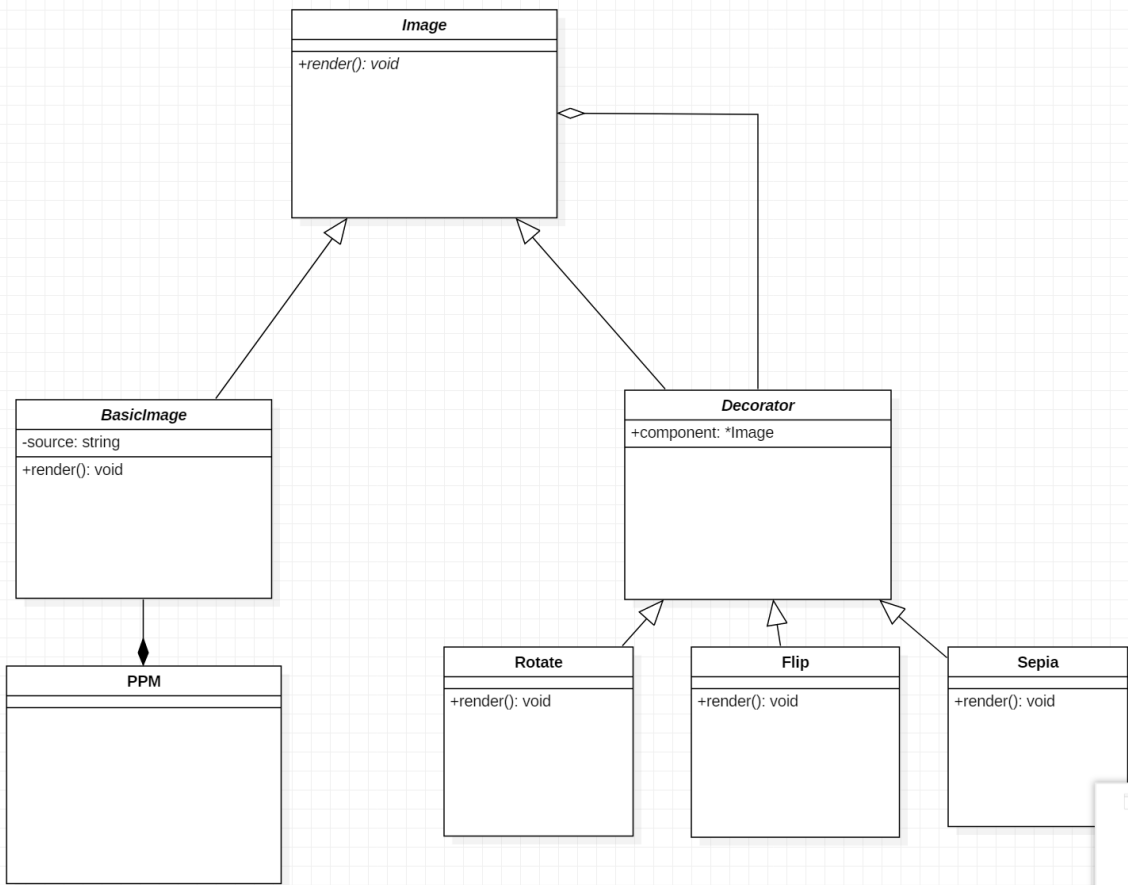 Image
+render(): void
BasicImage
-source: string
+render(): void
Decorator
+component: *Image
PPM
Rotate
+render(): void
Flip
+render(): void
Sepia
+render(): void